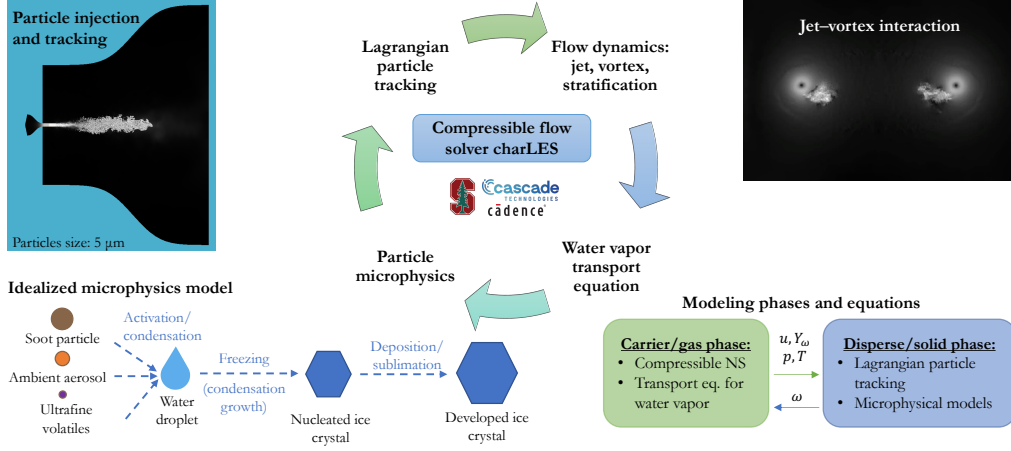 Particle injection
and tracking
Particles size: 5 μm
Lagrangian
particle
tracking
Flow dynamics:
jet, vortex,
stratification
Compressible flow
solver charLES
S
cascade
TECHNOLOGIES
cādence®
Particle
microphysics
Water vapor
transport
equation
Jet–vortex interaction
Idealized microphysics model
Soot particle
Ambient aerosol
Ultrafine
volatiles
Activation/
condensation
Water
droplet
Freezing
(condensation
growth)
Nucleated ice
crystal
Deposition/
sublimation
Developed ice
crystal
Modeling phases and equations
Carrier/gas phase:
• Compressible NS
• Transport eq. for
water vapor
u, Yω
p, T
ω
Disperse/solid phase:
• Lagrangian particle
tracking
• Microphysical models